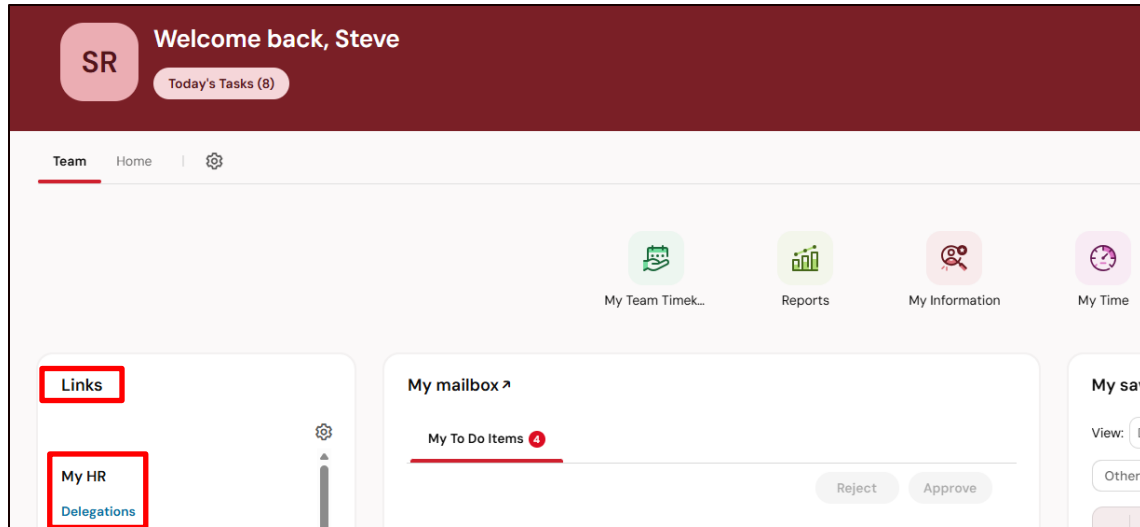 SR
Welcome back, Steve
Today's Tasks (8)
Team Home
My Team Timek...
Reports
My Information
My Time
Links
My HR
Delegations
My mailbox
My To Do Items 4
Reject Approve
My sa
View:
Other